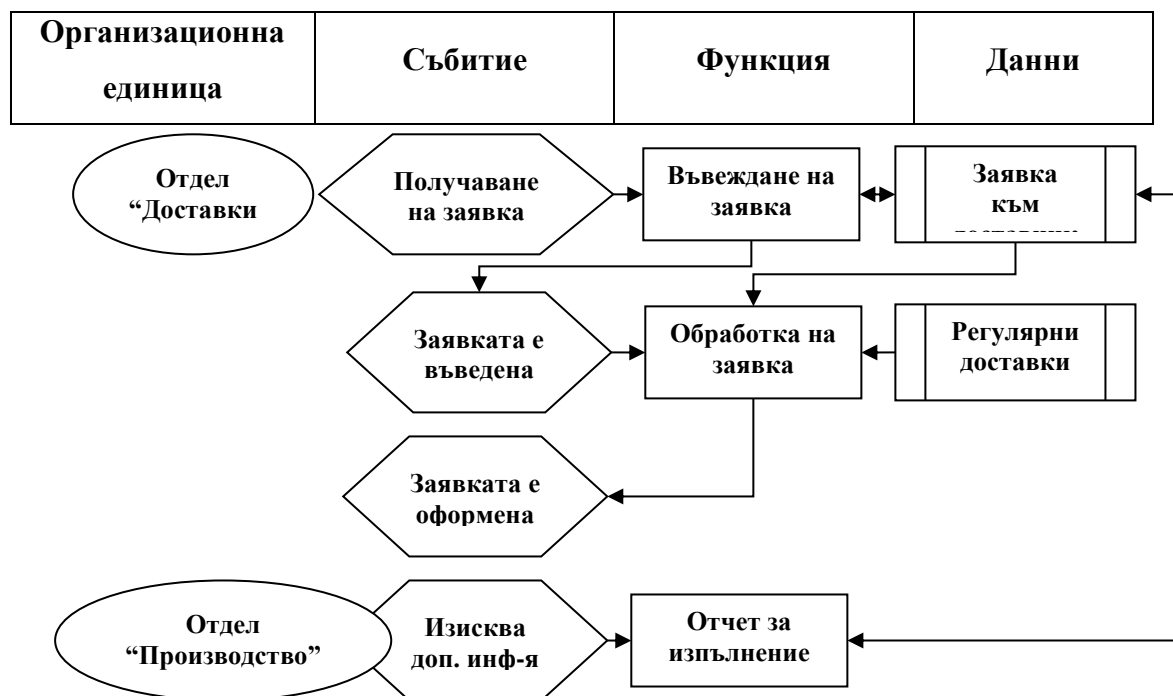 Организационна
единица
Събитие
Функция
Данни
Отдел
“Доставки
Получаване
на заявка
Въвеждане на
заявка
Заявка
към
Заявката е
въведена
Обработка на
заявка
Регулярни
доставки
Заявката е
оформена
Отдел
“Производство”
Изисква
доп. инф-я
Отчет за
изпълнение